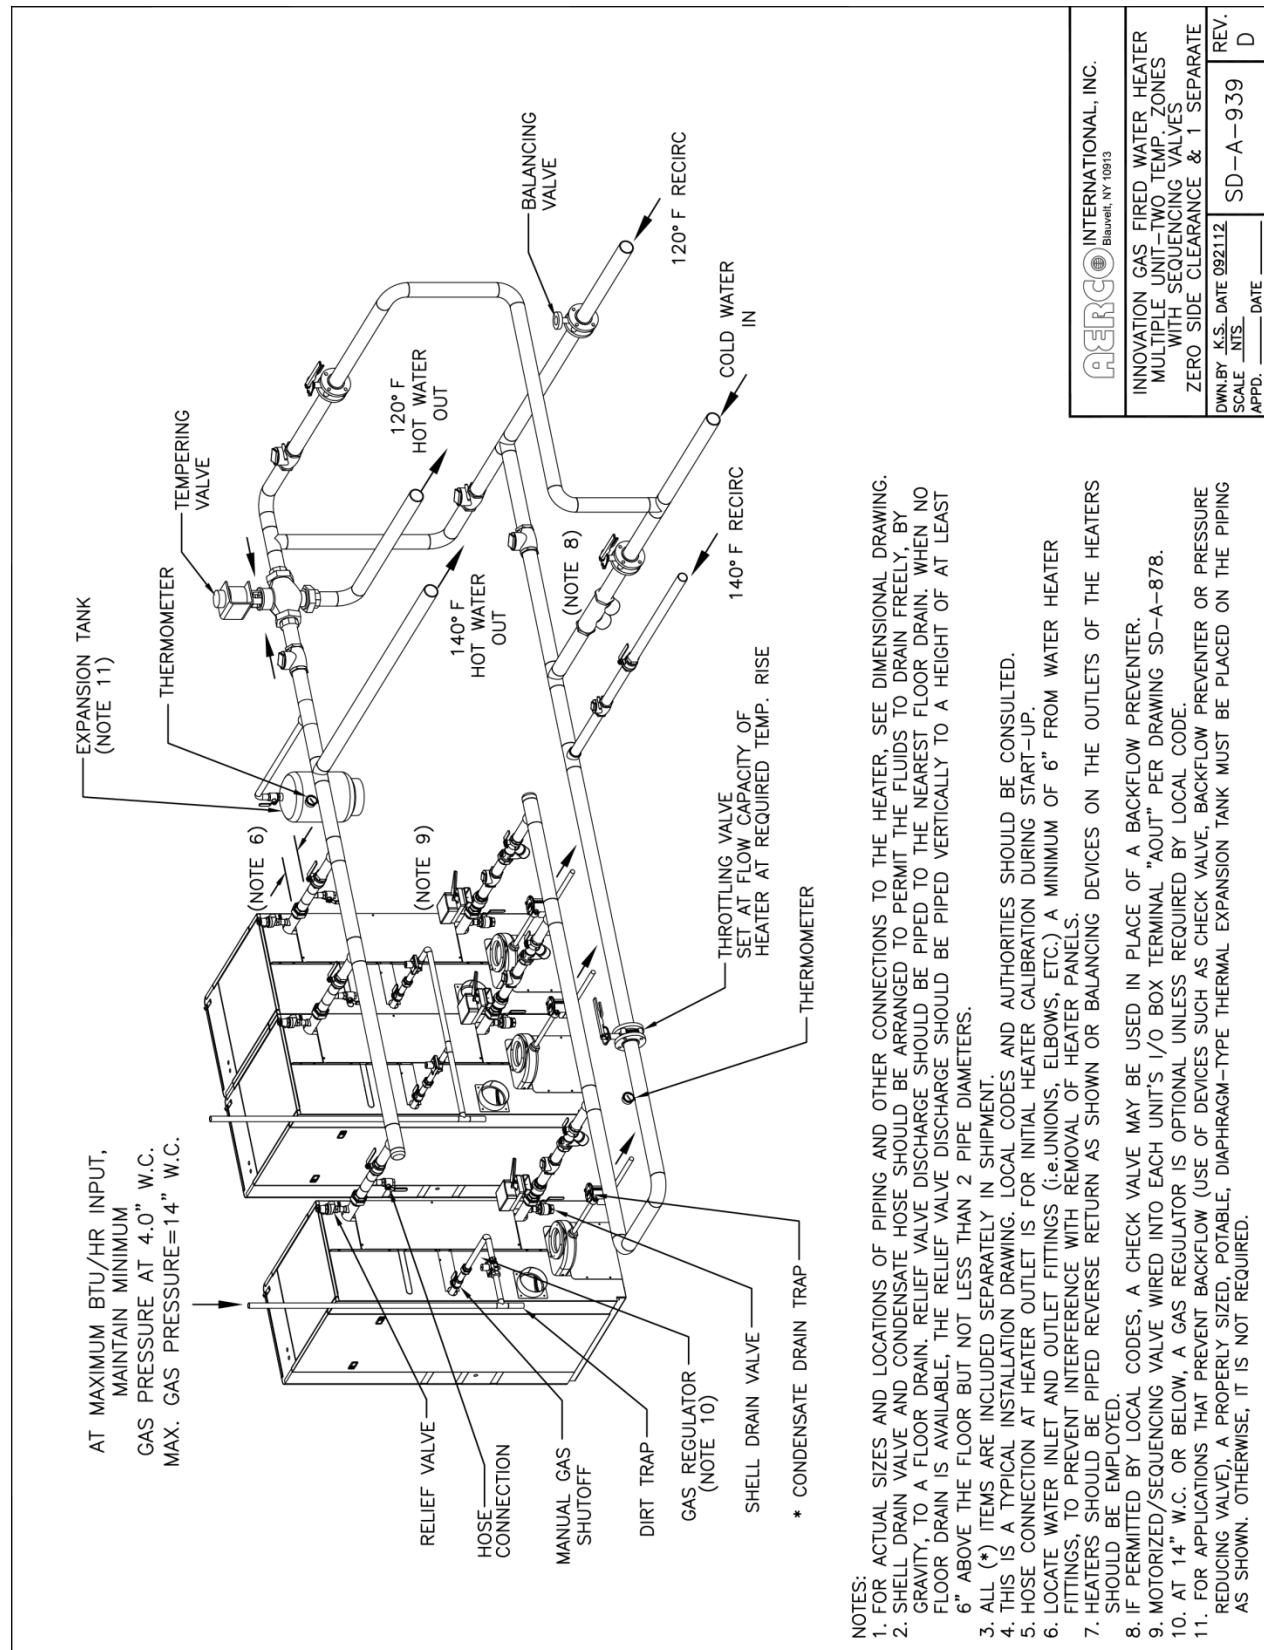 AT MAXIMUM BTU/HR INPUT,
MAINTAIN MINIMUM
GAS PRESSURE AT 4.0" W.C.
MAX. GAS PRESSURE=14" W.C.
EXPANSION TANK
(NOTE 11)
THERMOMETER
TEMPERING
VALVE
(NOTE 6)
(NOTE 9)
120° F
HOT WATER
OUT
140° F
HOT WATER
OUT
BALANCING
VALVE
120° F RECIRC
COLD WATER
IN
(NOTE 8)
140° F RECIRC
RELIEF VALVE
HOSE
CONNECTION
MANUAL GAS
SHUTOFF
DIRT TRAP
GAS REGULATOR
(NOTE 10)
SHELL DRAIN VALVE
* CONDENSATE DRAIN TRAP
THERMOMETER
THROTTLING VALVE
SET AT FLOW CAPACITY OF
HEATER AT REQUIRED TEMP. RISE
NOTES:
1. FOR ACTUAL SIZES AND LOCATIONS OF PIPING AND OTHER CONNECTIONS TO THE HEATER, SEE DIMENSIONAL DRAWING.
2. SHELL DRAIN VALVE AND CONDENSATE HOSE SHOULD BE ARRANGED TO PERMIT THE FLUIDS TO DRAIN FREELY, BY
GRAVITY, TO A FLOOR DRAIN. RELIEF VALVE DISCHARGE SHOULD BE PIPED TO THE NEAREST FLOOR DRAIN. WHEN NO
FLOOR DRAIN IS AVAILABLE, THE RELIEF VALVE DISCHARGE SHOULD BE PIPED VERTICALLY TO A HEIGHT OF AT LEAST
6" ABOVE THE FLOOR BUT NOT LESS THAN 2 PIPE DIAMETERS.
3. ALL (*) ITEMS ARE INCLUDED SEPARATELY IN SHIPMENT.
4. THIS IS A TYPICAL INSTALLATION DRAWING. LOCAL CODES AND AUTHORITIES SHOULD BE CONSULTED.
5. HOSE CONNECTION AT HEATER OUTLET IS FOR INITIAL HEATER CALIBRATION DURING START-UP.
6. LOCATE WATER INLET AND OUTLET FITTINGS (i.e.UNIONS, ELBOWS, ETC.) A MINIMUM OF 6" FROM WATER HEATER
FITTINGS, TO PREVENT INTERFERENCE WITH REMOVAL OF HEATER PANELS.
7. HEATERS SHOULD BE PIPED REVERSE RETURN AS SHOWN OR BALANCING DEVICES ON THE OUTLETS OF THE HEATERS
SHOULD BE EMPLOYED.
8. IF PERMITTED BY LOCAL CODES, A CHECK VALVE MAY BE USED IN PLACE OF A BACKFLOW PREVENTER.
9. MOTORIZED/SEQUENCING VALVE WIRED INTO EACH UNIT'S I/O BOX TERMINAL "AOUT" PER DRAWING SD-A-878.
10. AT 14" W.C. OR BELOW, A GAS REGULATOR IS OPTIONAL UNLESS REQUIRED BY LOCAL CODE.
11. FOR APPLICATIONS THAT PREVENT BACKFLOW (USE OF DEVICES SUCH AS CHECK VALVE, BACKFLOW PREVENTER OR PRESSURE
REDUCING VALVE), A PROPERLY SIZED, POTABLE, DIAPHRAGM-TYPE THERMAL EXPANSION TANK MUST BE PLACED ON THE PIPING
AS SHOWN. OTHERWISE, IT IS NOT REQUIRED.
AERCO INTERNATIONAL, INC.
Blauvelt, NY 10913
INNOVATION GAS FIRED WATER HEATER
MULTIPLE UNIT-TWO TEMP. ZONES
WITH SEQUENCING VALVES
ZERO SIDE CLEARANCE & 1 SEPARATE
DWN.BY K.S. DATE 092112
SCALE NTS
APPD. DATE
SD-A-939
REV.
D